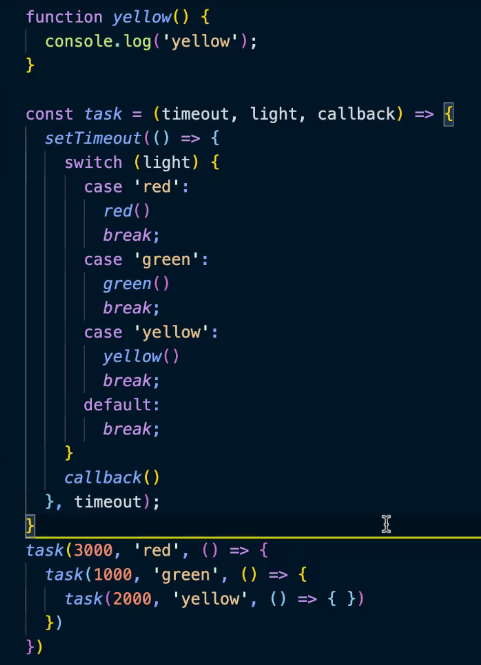 function yellow() {
console.log('yellow');
}
const task = (timeout, light, callback) => {
setTimeout(() => {
switch (light) {
case 'red':
red()
break;
case 'green':
green()
break;
case 'yellow':
yellow()
break;
default:
break;
}
callback()
}, timeout);
}
task(3000, 'red', () => {
task(1000, 'green', () => {
task(2000, 'yellow', () => { })
})
})